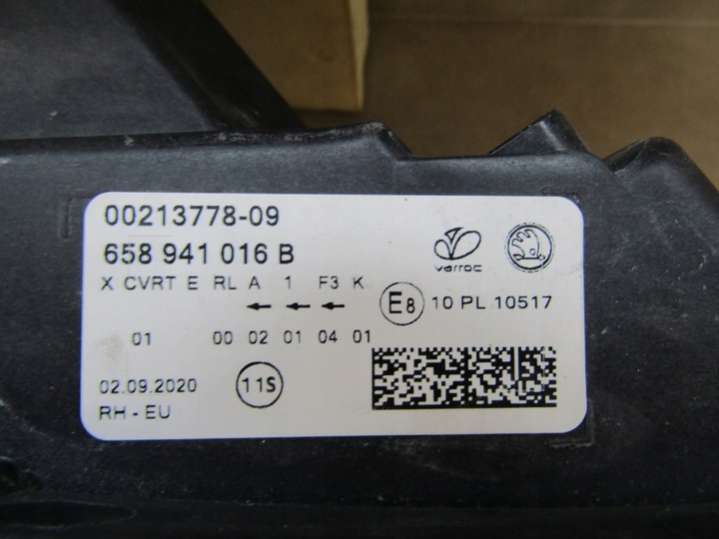 00213778-09
658 941 016 B
varroc
X CVRT E RL A 1 F3 K
← ← ←
E8 10 PL 10517
01 00 02 01 04 01
02.09.2020 11S
RH - EU